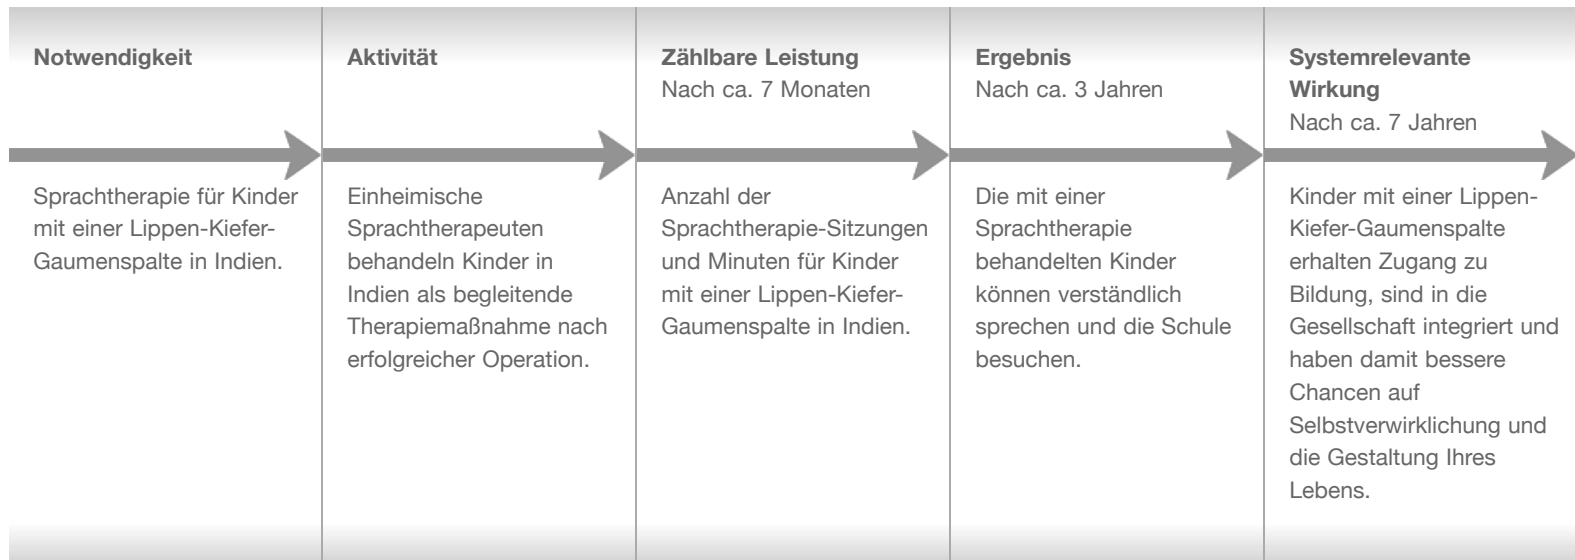 Notwendigkeit
Sprachtherapie für Kinder
mit einer Lippen-Kiefer-
Gaumenspalte in Indien.
Aktivität
Einheimische
Sprachtherapeuten
behandeln Kinder in
Indien als begleitende
Therapiemaßnahme nach
erfolgreicher Operation.
Zählbare Leistung
Nach ca. 7 Monaten
Anzahl der
Sprachtherapie-Sitzungen
und Minuten für Kinder
mit einer Lippen-Kiefer-
Gaumenspalte in Indien.
Ergebnis
Nach ca. 3 Jahren
Die mit einer
Sprachtherapie
behandelten Kinder
können verständlich
sprechen und die Schule
besuchen.
Systemrelevante
Wirkung
Nach ca. 7 Jahren
Kinder mit einer Lippen-
Kiefer-Gaumenspalte
erhalten Zugang zu
Bildung, sind in die
Gesellschaft integriert und
haben damit bessere
Chancen auf
Selbstverwirklichung und
die Gestaltung Ihres
Lebens.